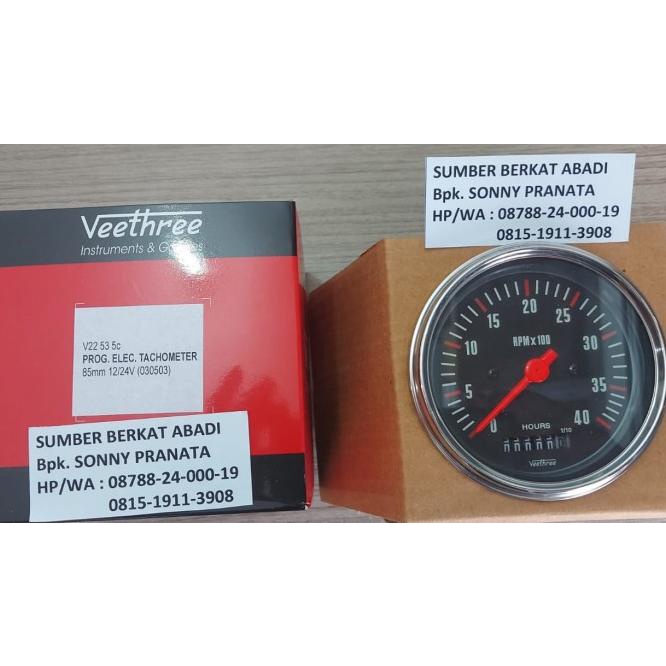 Veethree
Instruments & G
V22 53 5c
PROG. ELEC. TACHOMETER
85mm 12/24V (030503)
SUMBER BERKAT ABADI
Bpk. SONNY PRANATA
HP/WA : 08788-24-000-19
0815-1911-3908
SUMBER BERKAT ABADI
Bpk. SONNY PRANATA
HP/WA : 08788-24-000-19
0815-1911-3908
0
5
10
15
20
25
30
35
40
RPM x 100
HOURS
1/10
Veethree